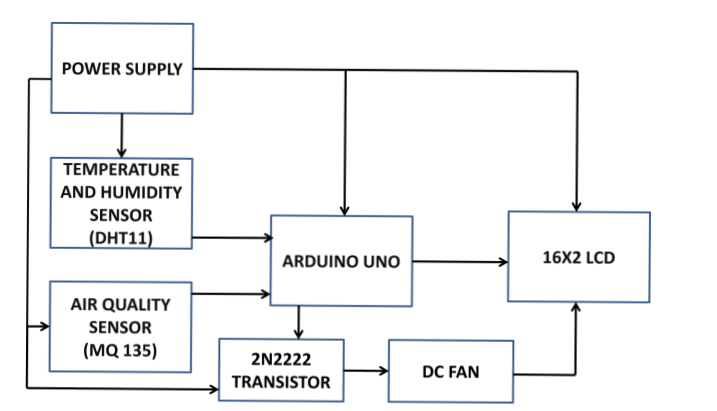 POWER SUPPLY
TEMPERATURE
AND HUMIDITY
SENSOR
(DHT11)
ARDUINO UNO
16X2 LCD
AIR QUALITY
SENSOR
(MQ 135)
2N2222
TRANSISTOR
DC FAN